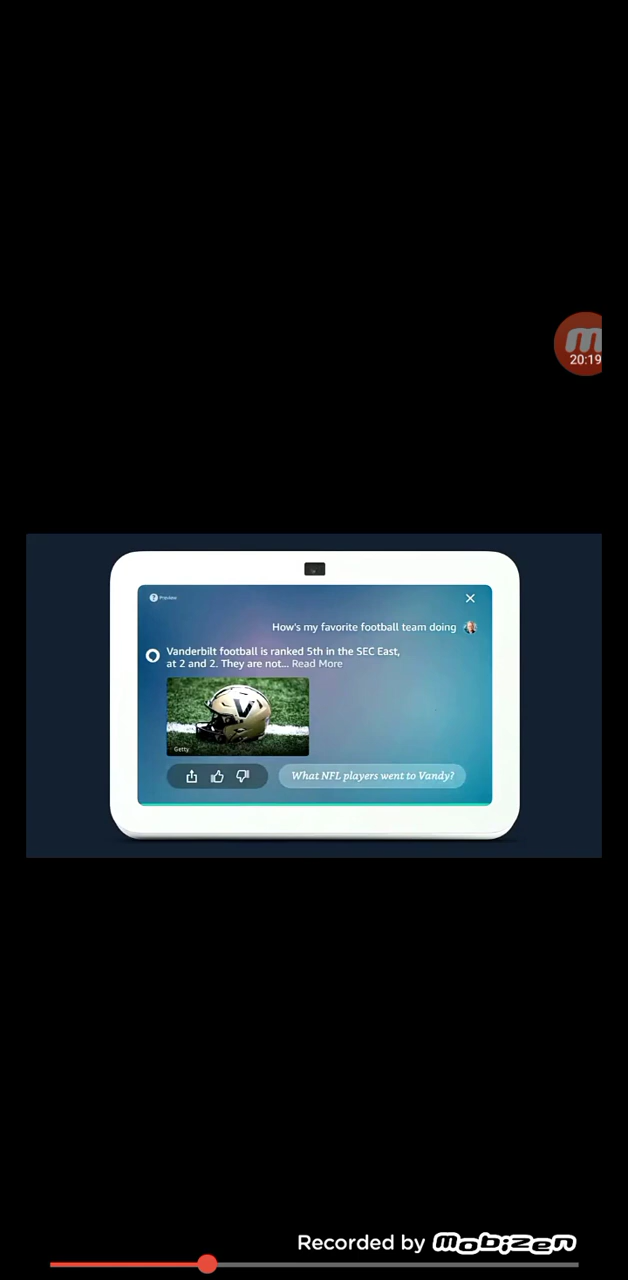 m
20:19
Preview
How's my favorite football team doing
Vanderbilt football is ranked 5th in the SEC East,
at 2 and 2. They are not... Read More
V
Getty
What NFL players went to Vandy?
Recorded by Mobizen